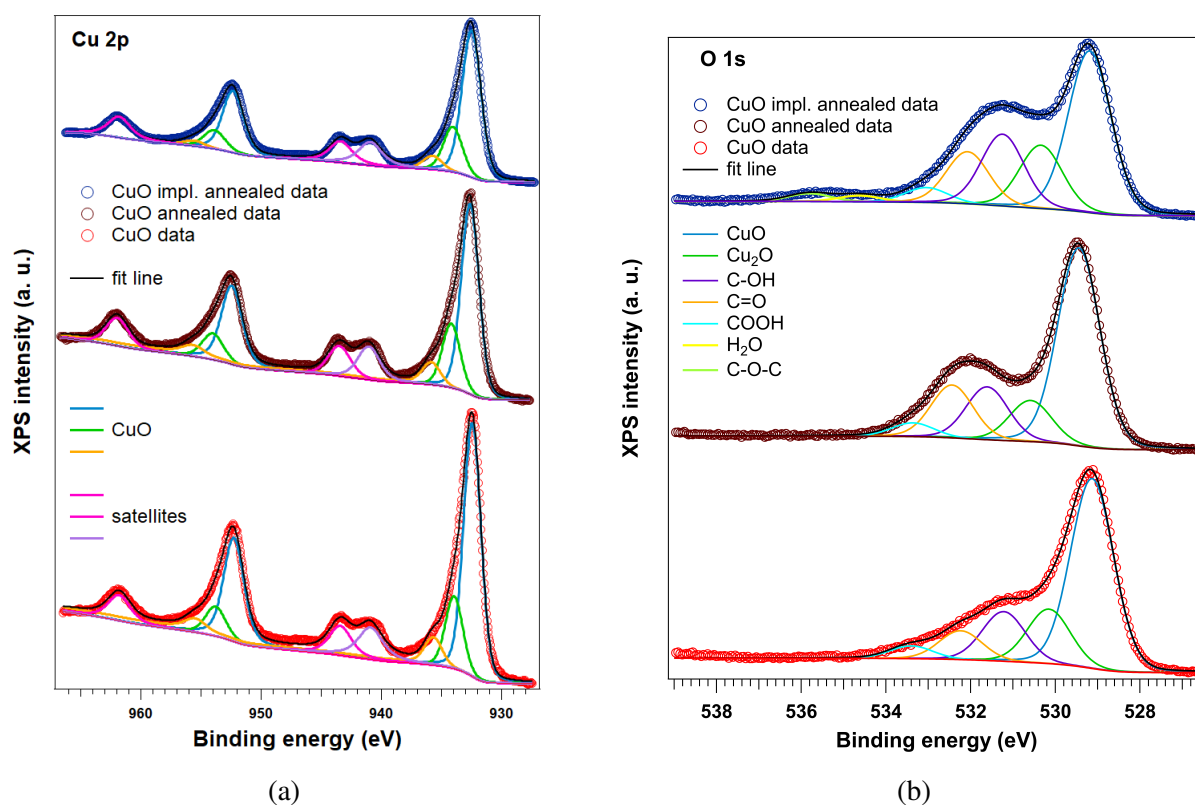 Cu 2p
CuO impl. annealed data
CuO annealed data
CuO data
fit line
CuO
satellites
XPS intensity (a. u.)
960
950
940
930
Binding energy (eV)
(a)
O 1s
CuO impl. annealed data
CuO annealed data
CuO data
fit line
CuO
Cu₂O
C-OH
C=O
COOH
H₂O
C-O-C
XPS intensity (a. u.)
538
536
534
532
530
528
Binding energy (eV)
(b)